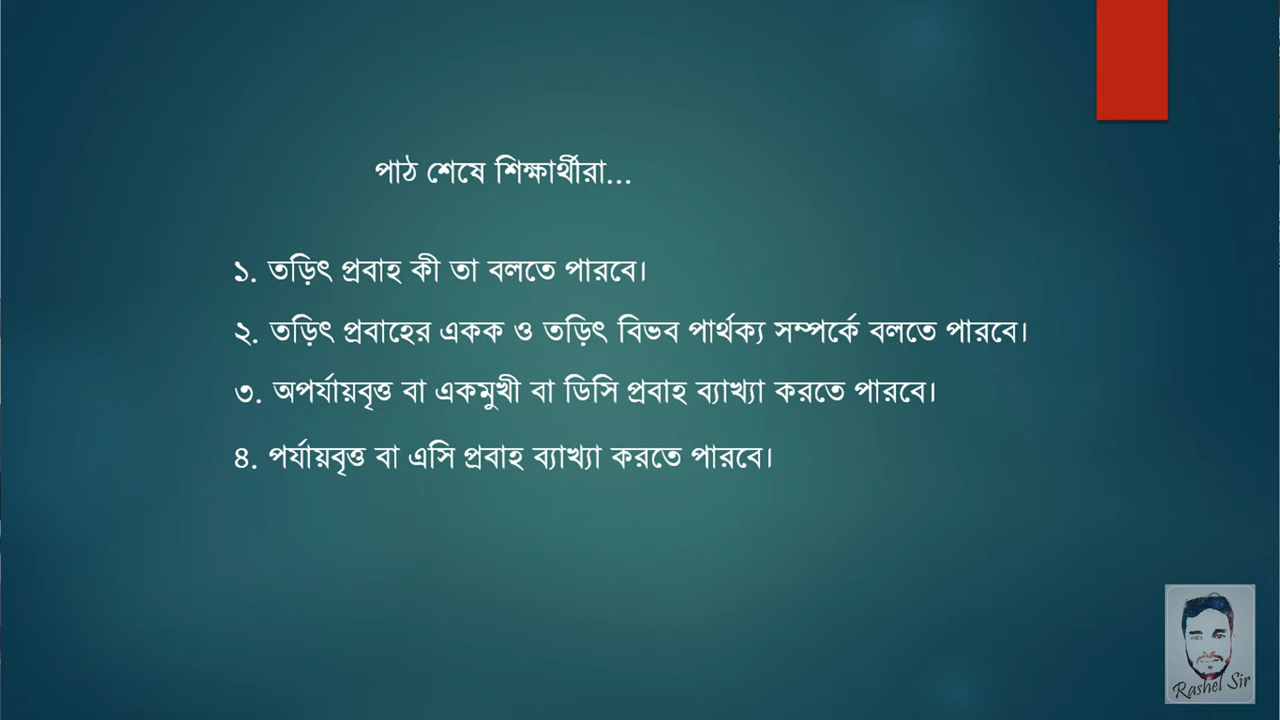 পাঠ শেষে শিক্ষার্থীরা...
১. তড়িৎ প্রবাহ কী তা বলতে পারবে।
২. তড়িৎ প্রবাহের একক ও তড়িৎ বিভব পার্থক্য সম্পর্কে বলতে পারবে।
৩. অপর্যায়বৃত্ত বা একমুখী বা ডিসি প্রবাহ ব্যাখ্যা করতে পারবে।
৪. পর্যায়বৃত্ত বা এসি প্রবাহ ব্যাখ্যা করতে পারবে।
Rashel Sir